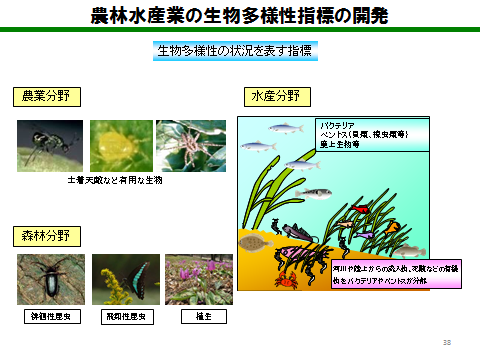 農林水産業の生物多様性指標の開発
生物多様性の状況を表す指標
農業分野
水産分野
バクテリア
ベントス(貝類、線虫類等)
底上生物等
土着天敵など有用な生物
森林分野
河川や陸上からの流入物、死骸などの有機
物をバクテリアやベントスが分解
徘徊性昆虫
飛翔性昆虫
植生
38